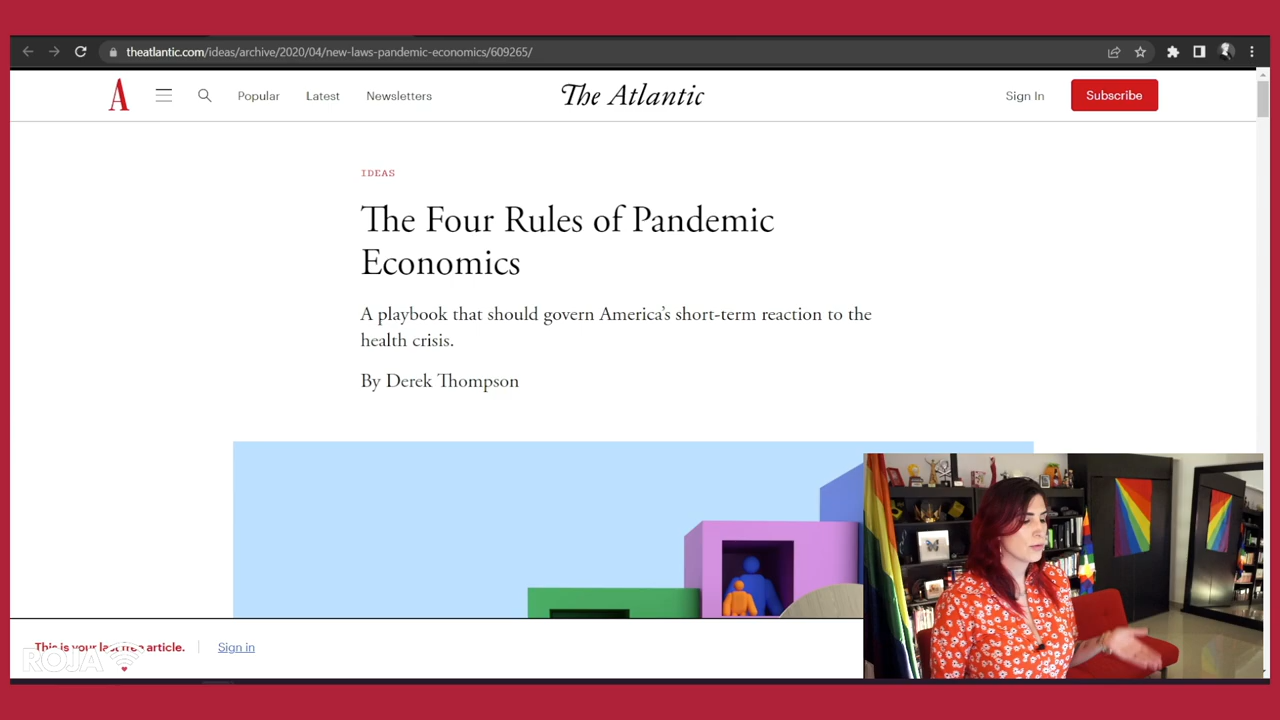 theatlantic.com/ideas/archive/2020/04/new-laws-pandemic-economics/609265/
A
Popular
Latest
Newsletters
The Atlantic
Sign In
Subscribe
IDEAS
The Four Rules of Pandemic
Economics
A playbook that should govern America's short-term reaction to the
health crisis.
By Derek Thompson
This is your last free article.
Sign in
ROJA